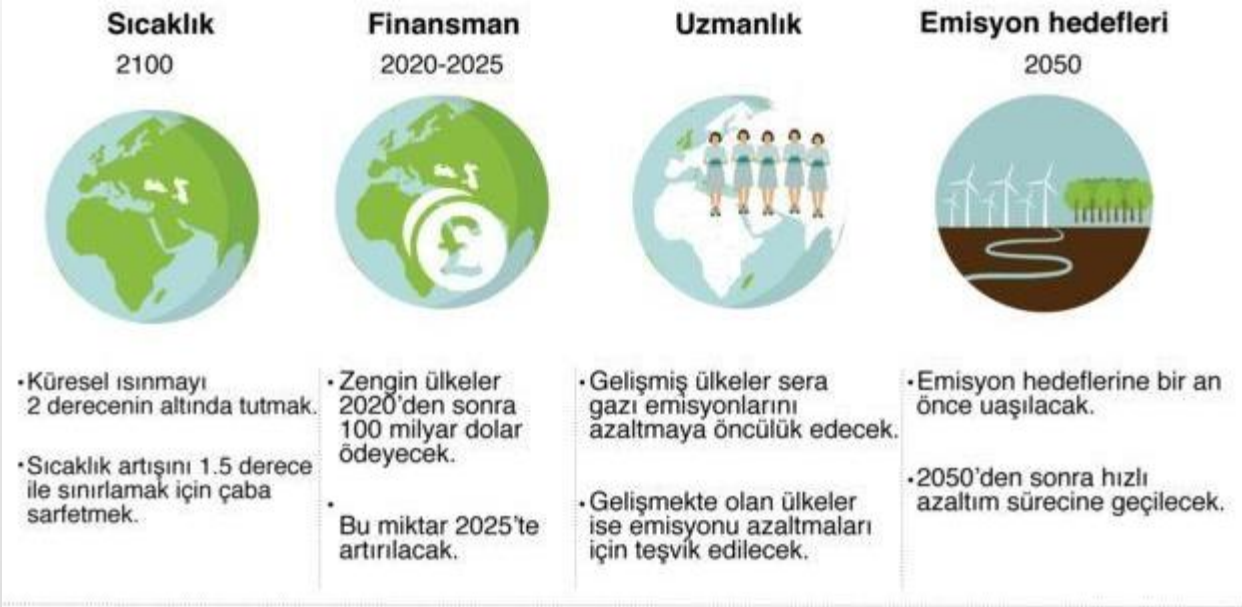 Sıcaklık
2100
Küresel ısınmayı
2 derecenin altında tutmak.
Sıcaklık artışını 1.5 derece
ile sınırlamak için çaba
sarfetmek.
Finansman
2020-2025
£
Zengin ülkeler
2020'den sonra
100 milyar dolar
ödeyecek.
Bu miktar 2025'te
artırılacak.
Uzmanlık
Gelişmiş ülkeler sera
gazı emisyonlarını
azaltmaya öncülük edecek.
Gelişmekte olan ülkeler
ise emisyonu azaltmaları
için teşvik edilecek.
Emisyon hedefleri
2050
Emisyon hedeflerine bir an
önce uaşılacak.
2050'den sonra hızlı
azaltım sürecine geçilecek.